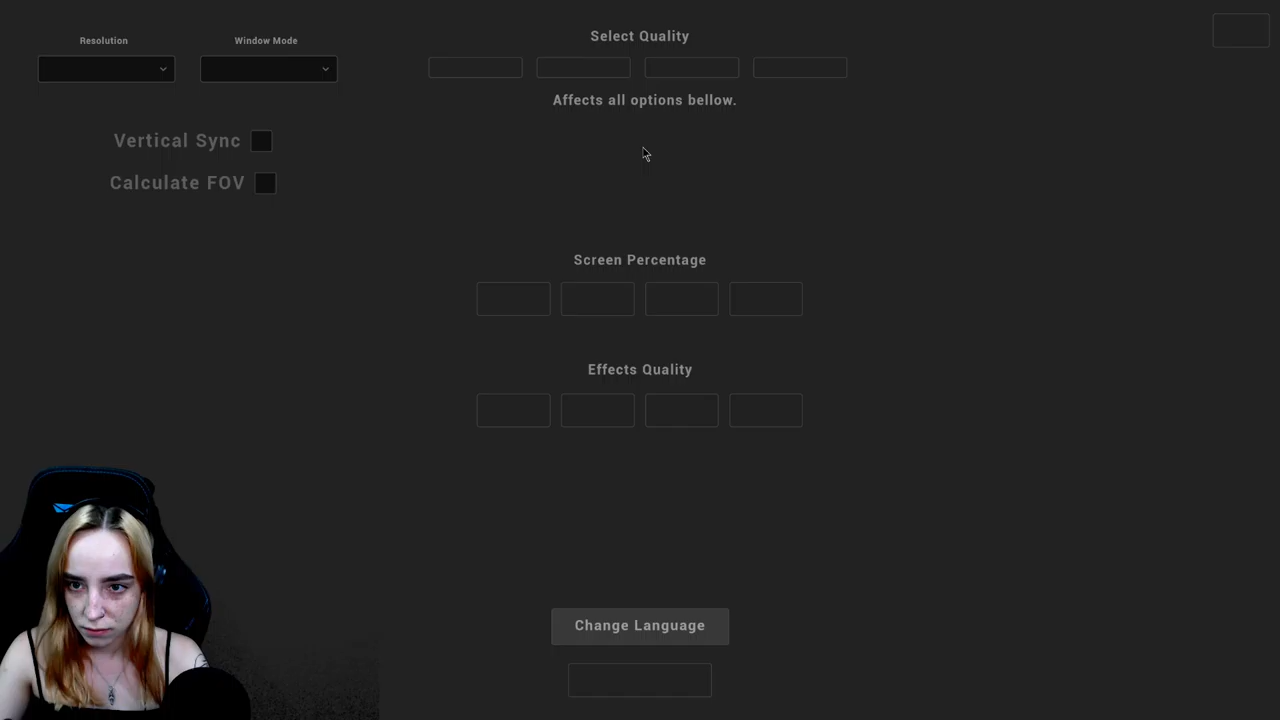 Resolution
Window Mode
Select Quality
Affects all options bellow.
Vertical Sync
Calculate FOV
Screen Percentage
Effects Quality
Change Language